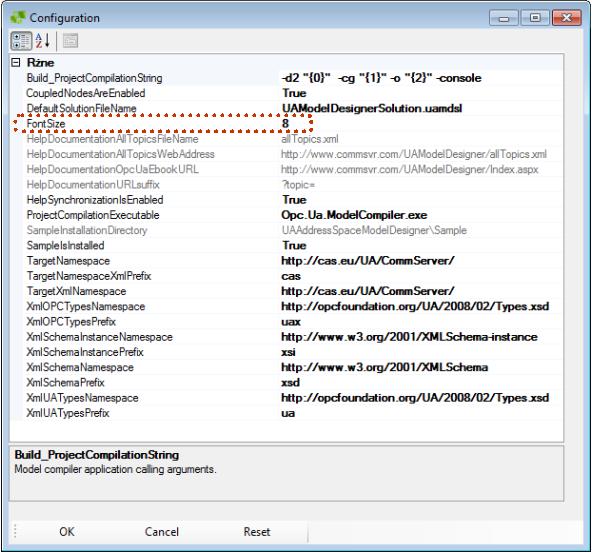 Configuration
Rżne
Build_ProjectCompilationString -d2 "{0}" -cg "{1}" -o "{2}" -console
CoupledNodesAreEnabled True
DefaultSolutionFileName UAModelDesignerSolution.uamdsl
FontSize 8
HelpDocumentationAllTopicsFileName allTopics.xml
HelpDocumentationAllTopicsWebAddress http://www.commsvr.com/UAModelDesigner/allTopics.xml
HelpDocumentationOpcUaEbookURL http://www.commsvr.com/UAModelDesigner/Index.aspx
HelpDocumentationURLsuffix ?topic=
HelpSynchronizationIsEnabled True
ProjectCompilationExecutable Opc.Ua.ModelCompiler.exe
SampleInstallationDirectory UAAddressSpaceModelDesigner\Sample
SampleIsInstalled True
TargetNamespace http://cas.eu/UA/CommServer/
TargetNamespaceXmlPrefix cas
TargetXmlNamespace http://cas.eu/UA/CommServer/
XmlOPCTypesNamespace http://opcfoundation.org/UA/2008/02/Types.xsd
XmlOPCTypesPrefix uax
XmlSchemaInstanceNamespace http://www.w3.org/2001/XMLSchema-instance
XmlSchemaInstancePrefix xsi
XmlSchemaNamespace http://www.w3.org/2001/XMLSchema
XmlSchemaPrefix xsd
XmlUATypesNamespace http://opcfoundation.org/UA/2008/02/Types.xsd
XmlUATypesPrefix ua
Build_ProjectCompilationString
Model compiler application calling arguments.
OK Cancel Reset